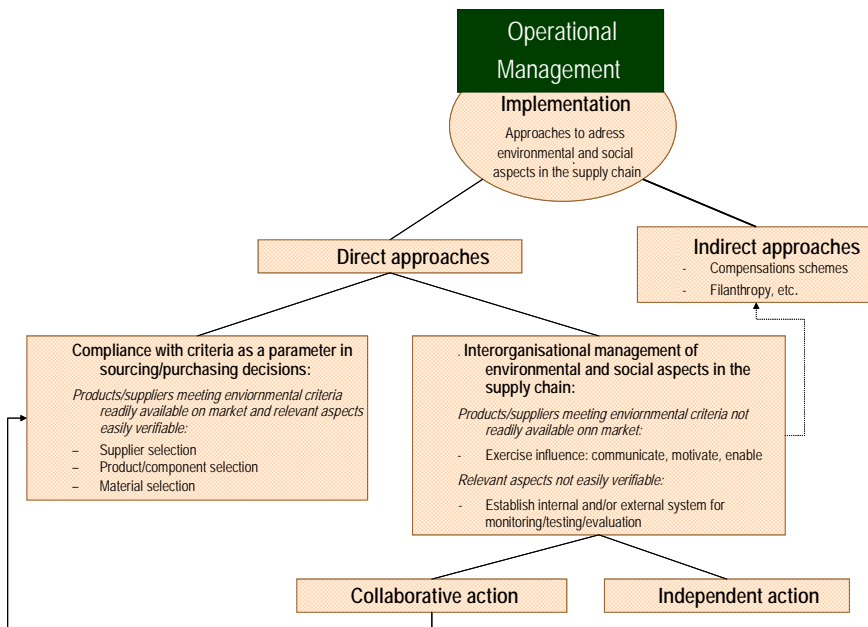 Operational
Management
Implementation
Approaches to adress
environmental and social
aspects in the supply chain
Direct approaches
Indirect approaches
- Compensations schemes
- Filanthropy, etc.
Compliance with criteria as a parameter in
sourcing/purchasing decisions:
Products/suppliers meeting enviornmental criteria
readily available on market and relevant aspects
easily verifiable:
– Supplier selection
– Product/component selection
– Material selection
. Interorganisational management of
environmental and social aspects in the
supply chain:
Products/suppliers meeting enviornmental criteria not
readily available onn market:
- Exercise influence: communicate, motivate, enable
Relevant aspects not easily verifiable:
- Establish internal and/or external system for
monitoring/testing/evaluation
Collaborative action
Independent action